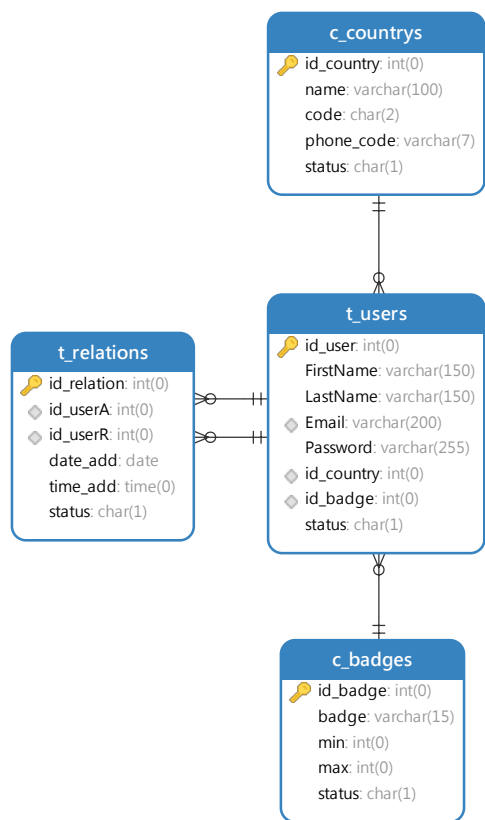 c_countrys
id_country: int(0)
name: varchar(100)
code: char(2)
phone_code: varchar(7)
status: char(1)
t_users
id_user: int(0)
FirstName: varchar(150)
LastName: varchar(150)
Email: varchar(200)
Password: varchar(255)
id_country: int(0)
id_badge: int(0)
status: char(1)
t_relations
id_relation: int(0)
id_userA: int(0)
id_userR: int(0)
date_add: date
time_add: time(0)
status: char(1)
c_badges
id_badge: int(0)
badge: varchar(15)
min: int(0)
max: int(0)
status: char(1)